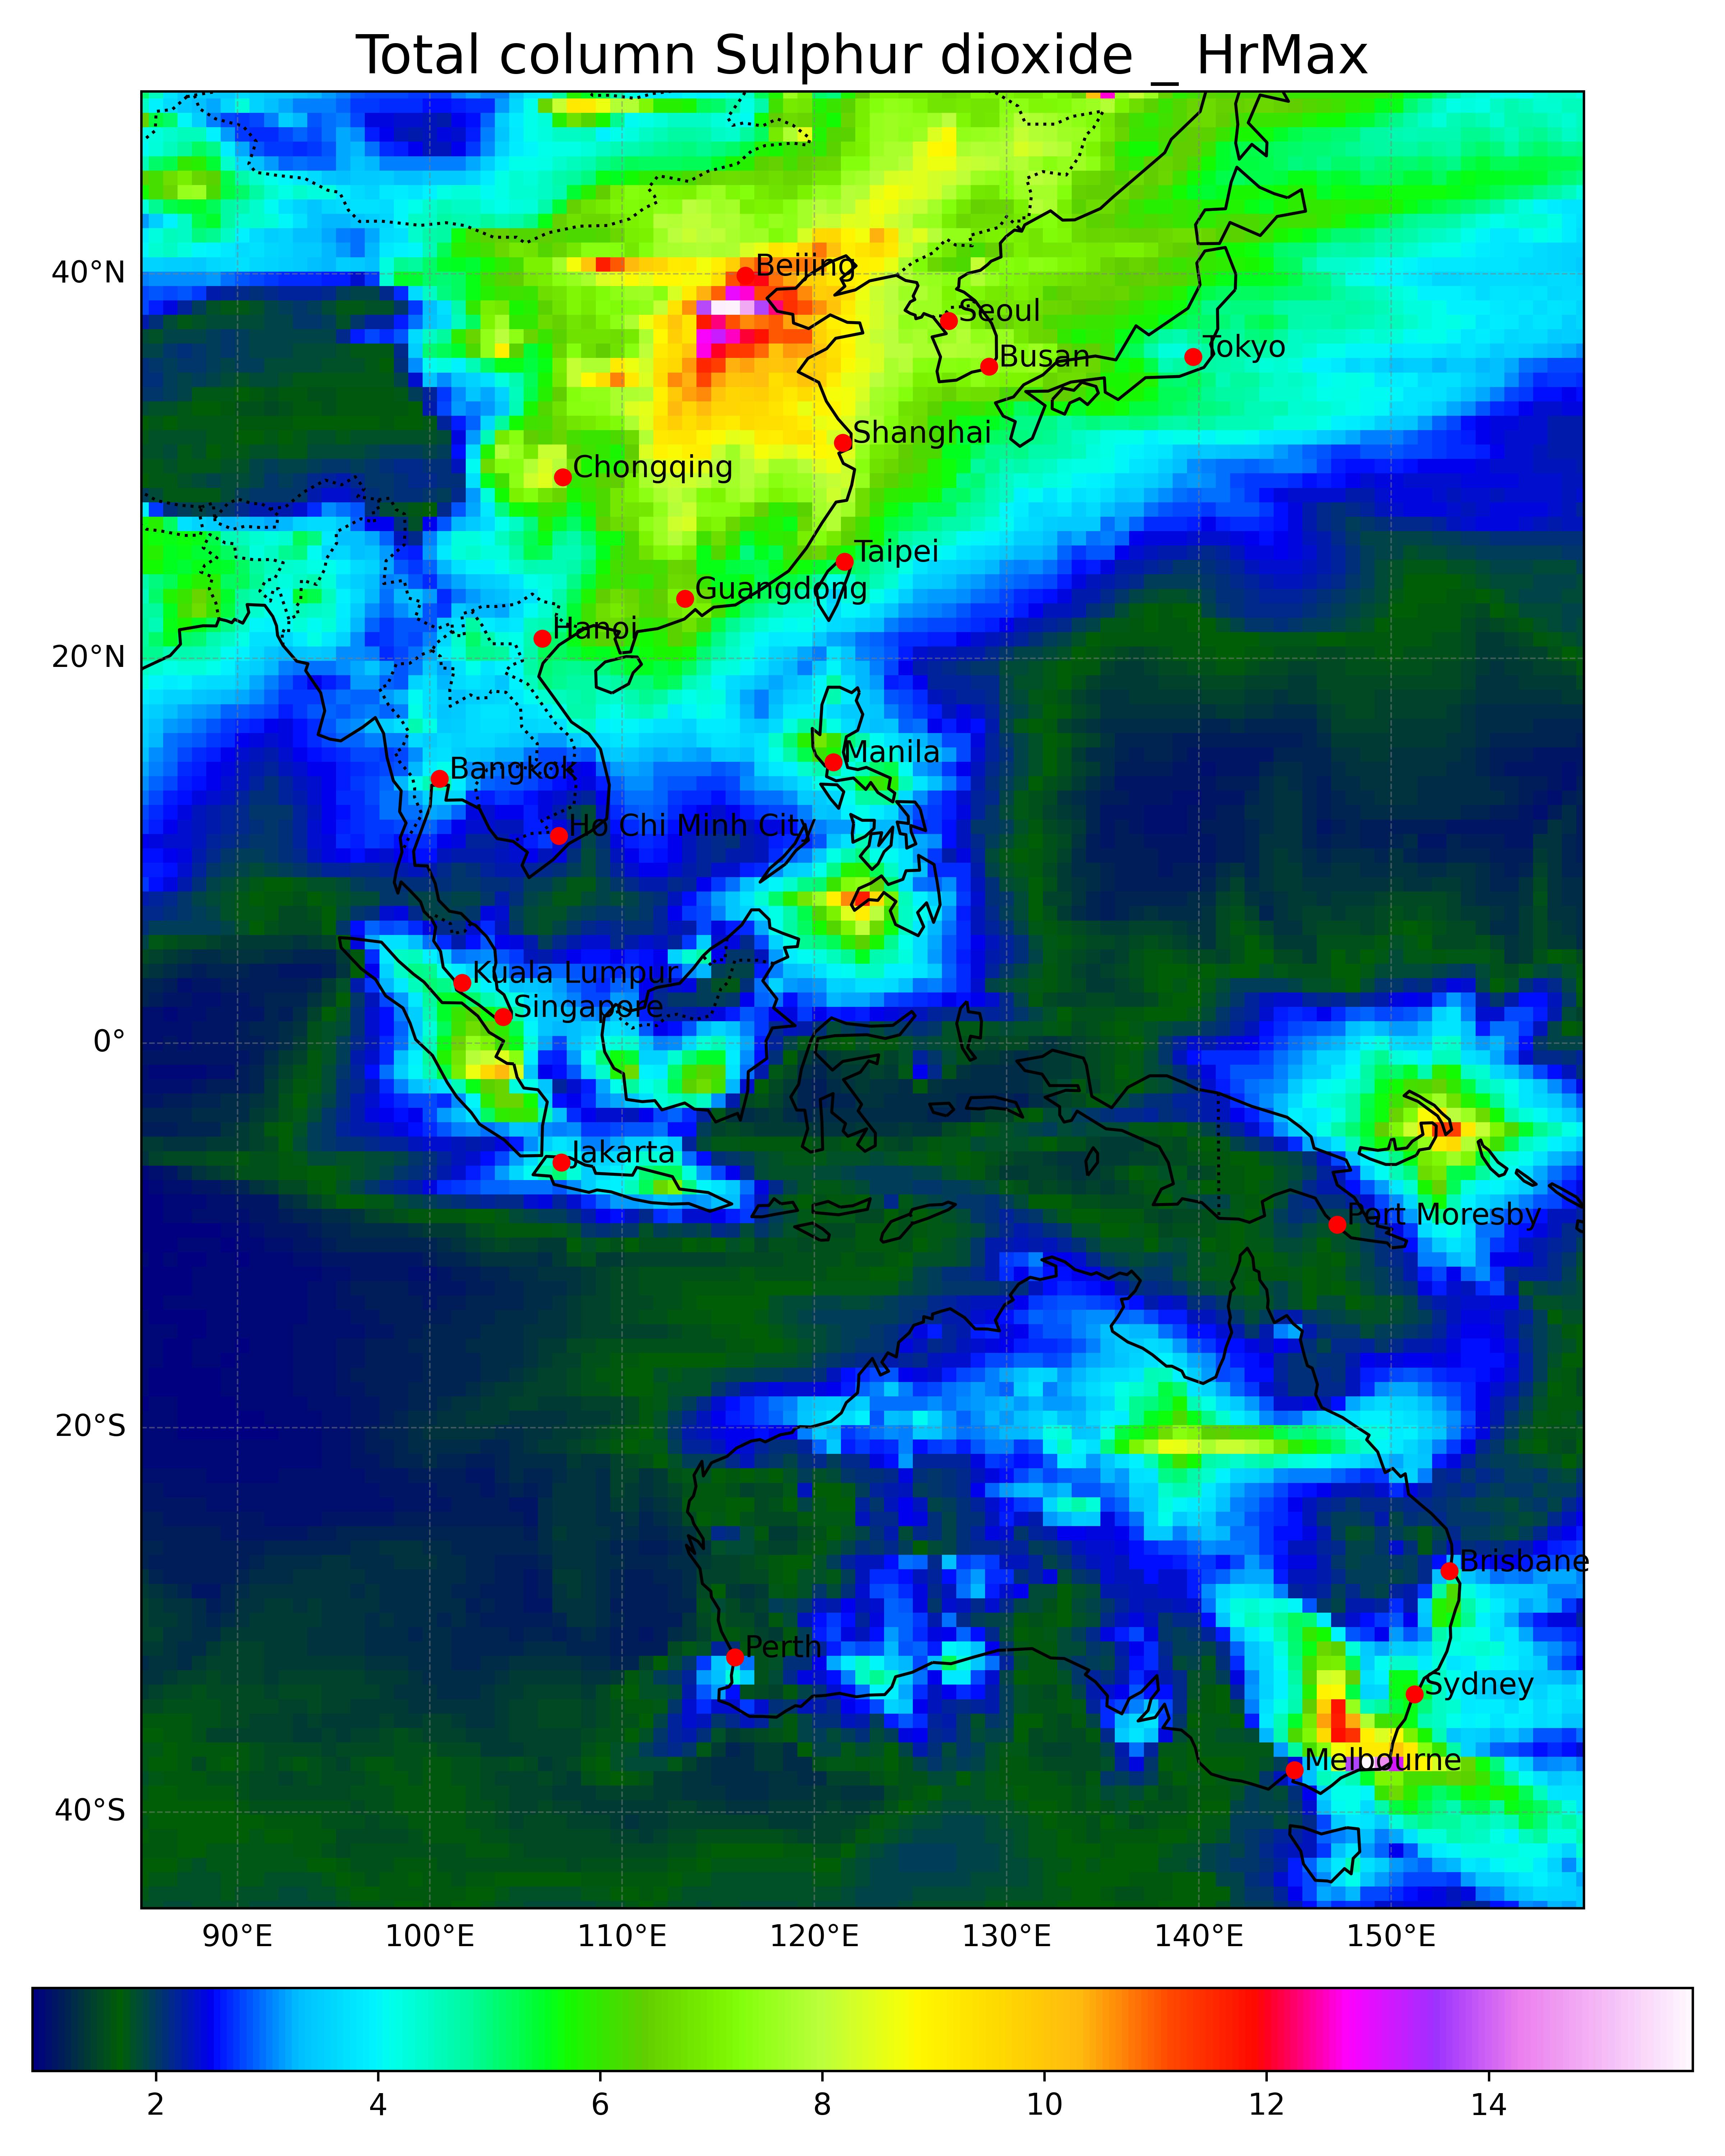 Total column Sulphur dioxide _ HrMax
40°N
20°N
0°
20°S
40°S
Beijing
Seoul
Busan
Tokyo
Shanghai
Chongqing
Taipei
Guangdong
Hanoi
Manila
Bangkok
Ho Chi Minh City
Kuala Lumpur
Singapore
Jakarta
Port Moresby
Brisbane
Perth
Sydney
Melbourne
90°E 100°E 110°E 120°E 130°E 140°E 150°E
2 4 6 8 10 12 14